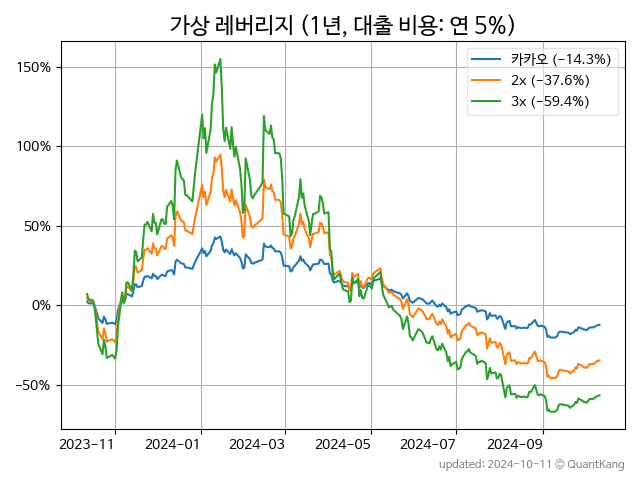 가상 레버리지 (1년, 대출 비용: 연 5%)
카카오 (−14.3%)
2x (−37.6%)
3x (−59.4%)
150%
100%
50%
0%
−50%
2023-11 2024-01 2024-03 2024-05 2024-07 2024-09
updated: 2024-10-11 © QuantKang